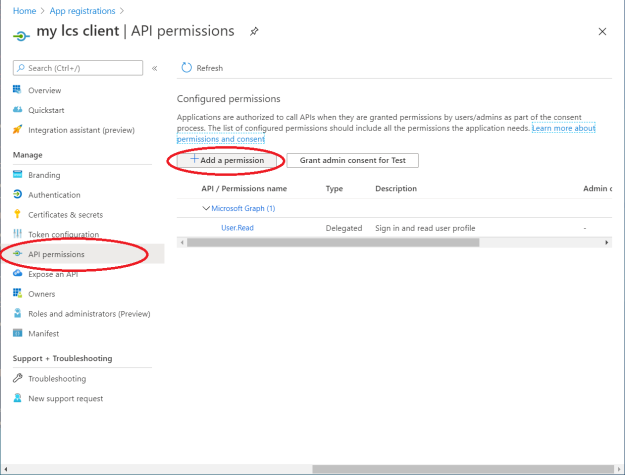 Home > App registrations >
my lcs client | API permissions
Search (Ctrl+/)
«
Refresh
Overview
Quickstart
Integration assistant (preview)
Manage
Branding
Authentication
Certificates & secrets
Token configuration
API permissions
Expose an API
Owners
Roles and administrators (Preview)
Manifest
Support + Troubleshooting
Troubleshooting
New support request
Configured permissions
Applications are authorized to call APIs when they are granted permissions by users/admins as part of the consent
process. The list of configured permissions should include all the permissions the application needs. Learn more about
permissions and consent
+ Add a permission Grant admin consent for Test
API / Permissions name Type Description Admin c
Microsoft Graph (1)
User.Read Delegated Sign in and read user profile -